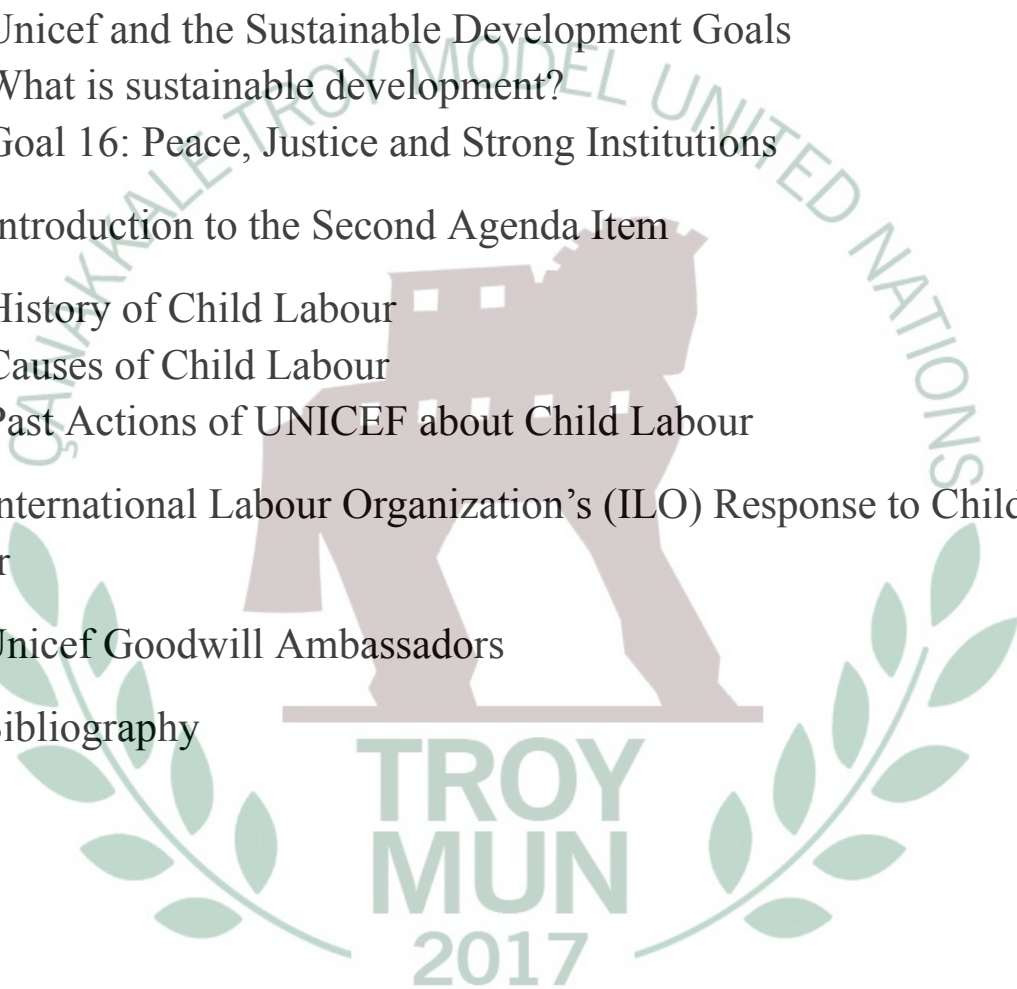 Unicef and the Sustainable Development Goals
What is sustainable development?
Goal 16: Peace, Justice and Strong Institutions
ntroduction to the Second Agenda Item
History of Child Labour
Causes of Child Labour
Past Actions of UNICEF about Child Labour
nternational Labour Organization’s (ILO) Response to Child
r
Unicef Goodwill Ambassadors
ibliography
ÇANAKKALE TROY MODEL UNITED NATIONS
TROY
MUN
2017